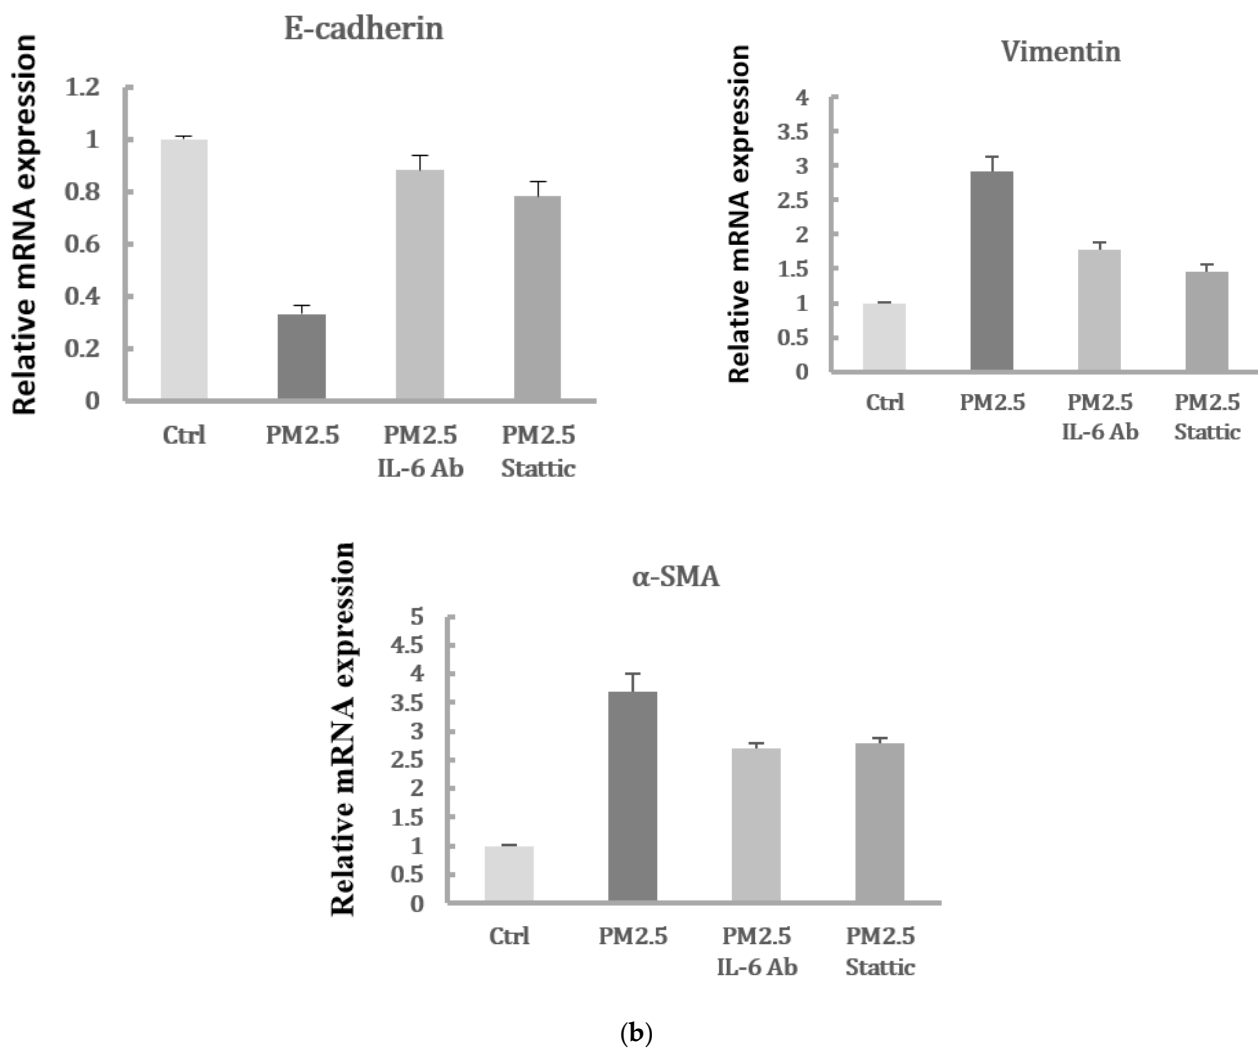 E-cadherin
Relative mRNA expression
1.2
1
0.8
0.6
0.4
0.2
0
Ctrl
PM2.5
PM2.5
IL-6 Ab
PM2.5
Stattic
Vimentin
Relative mRNA expression
4
3.5
3
2.5
2
1.5
1
0.5
0
Ctrl
PM2.5
PM2.5
IL-6 Ab
PM2.5
Stattic
α-SMA
Relative mRNA expression
5
4.5
4
3.5
3
2.5
2
1.5
1
0.5
0
Ctrl
PM2.5
PM2.5
IL-6 Ab
PM2.5
Stattic
(b)